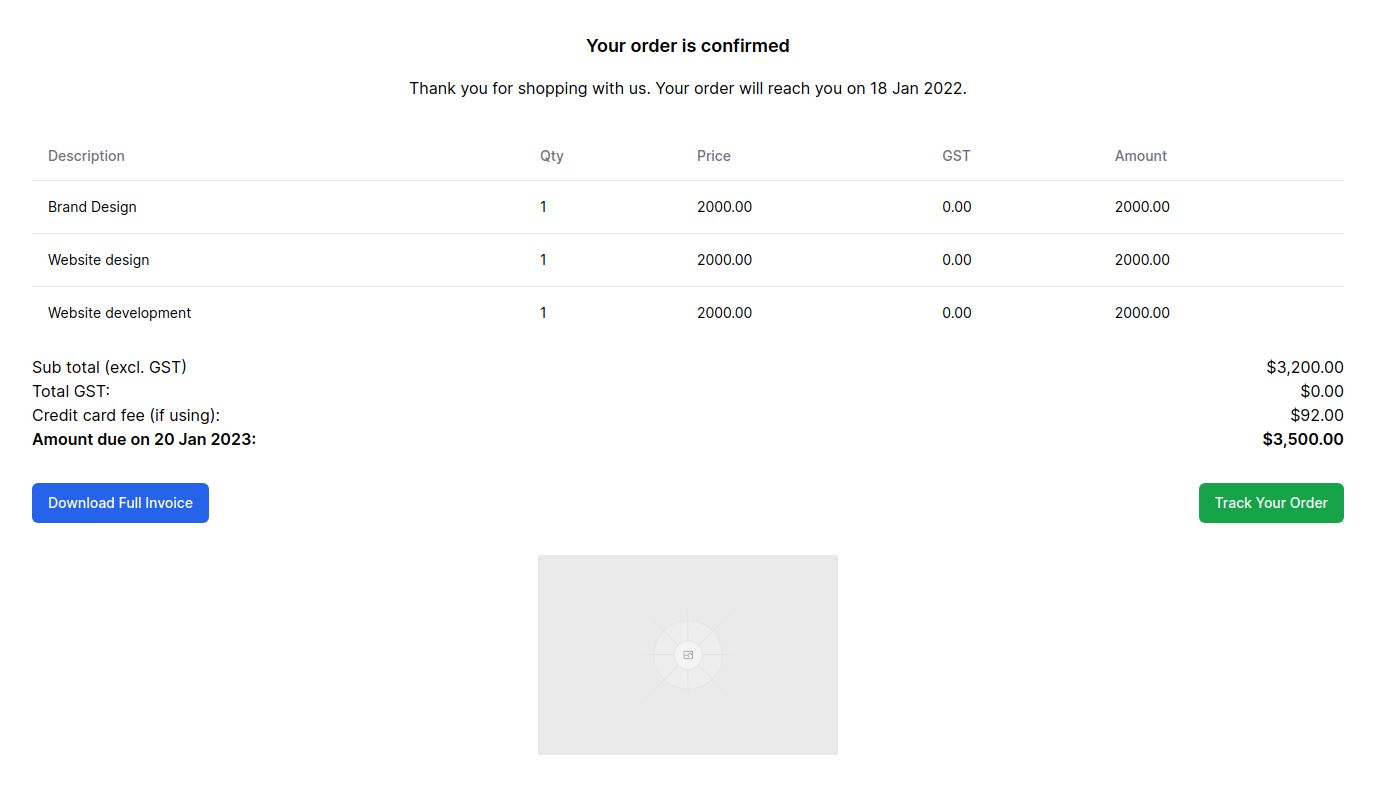 Your order is confirmed
Thank you for shopping with us. Your order will reach you on 18 Jan 2022.
Description Qty Price GST Amount
Brand Design 1 2000.00 0.00 2000.00
Website design 1 2000.00 0.00 2000.00
Website development 1 2000.00 0.00 2000.00
Sub total (excl. GST) $3,200.00
Total GST: $0.00
Credit card fee (if using): $92.00
Amount due on 20 Jan 2023: $3,500.00
Download Full Invoice Track Your Order